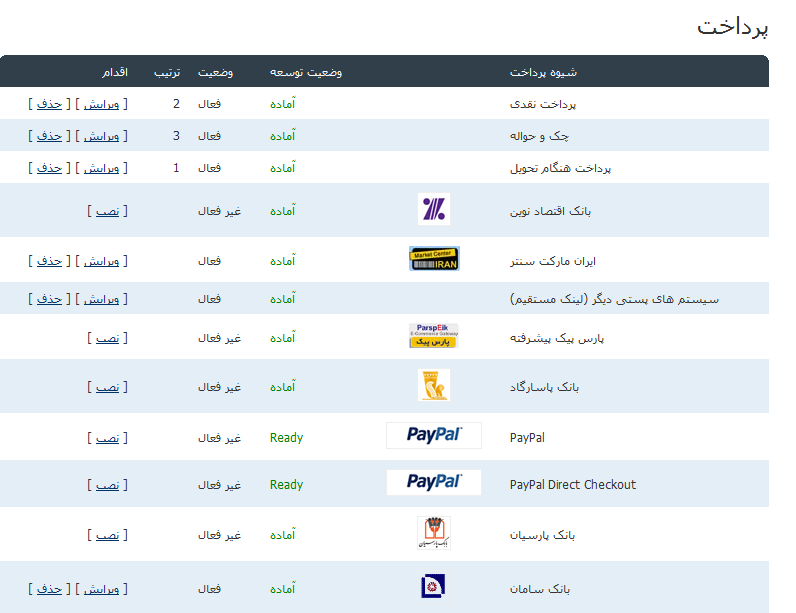 پرداخت
شیوه پرداخت وضعیت توسعه وضعیت ترتیب اقدام
پرداخت نقدی آماده فعال 2 [ ویرایش ] [ حذف ]
چک و حواله آماده فعال 3 [ ویرایش ] [ حذف ]
پرداخت هنگام تحویل آماده فعال 1 [ ویرایش ] [ حذف ]
بانک اقتصاد نوین آماده غیر فعال [ نصب ]
ایران مارکت سنتر Market Center IRAN آماده فعال [ ویرایش ] [ حذف ]
سیستم های پستی دیگر (لینک مستقیم) آماده فعال [ ویرایش ] [ حذف ]
پارس پیک پیشرفته ParspEik E-Commerce Gateway پارس پیک آماده غیر فعال [ نصب ]
بانک پاسارگاد آماده غیر فعال [ نصب ]
PayPal PayPal Ready غیر فعال [ نصب ]
PayPal Direct Checkout PayPal Ready غیر فعال [ نصب ]
بانک پارسیان بانک پارسیان آماده غیر فعال [ نصب ]
بانک سامان آماده فعال [ ویرایش ] [ حذف ]